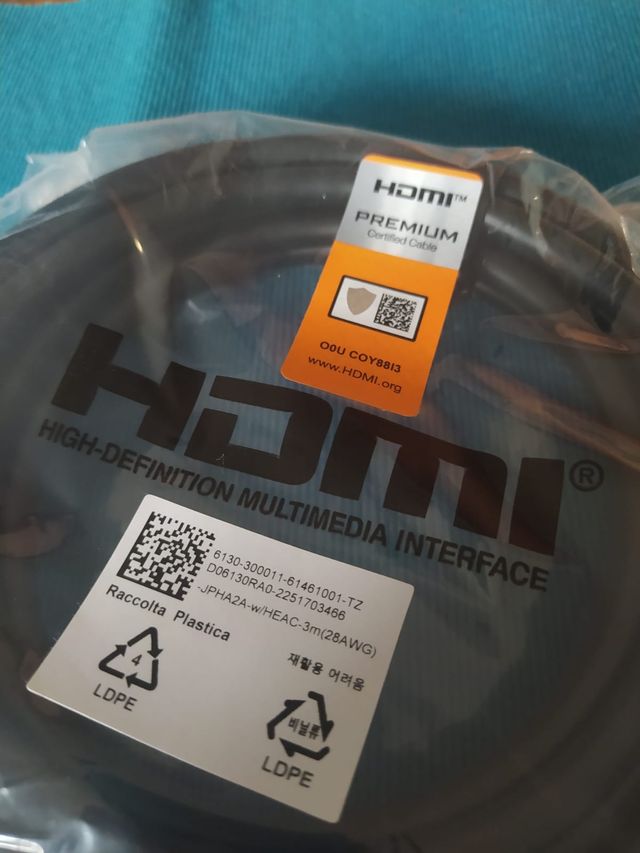 HDMI™
PREMIUM
Certified Cable
O0U COY88I3
www.HDMI.org
HDMI®
HIGH-DEFINITION MULTIMEDIA INTERFACE
6130-300011-61461001-TZ
D06130RA0-2251703466
-JPHA2A-w/HEAC-3m(28AWG)
Raccolta Plastica
4
LDPE
재활용 어려움
비닐류
LDPE